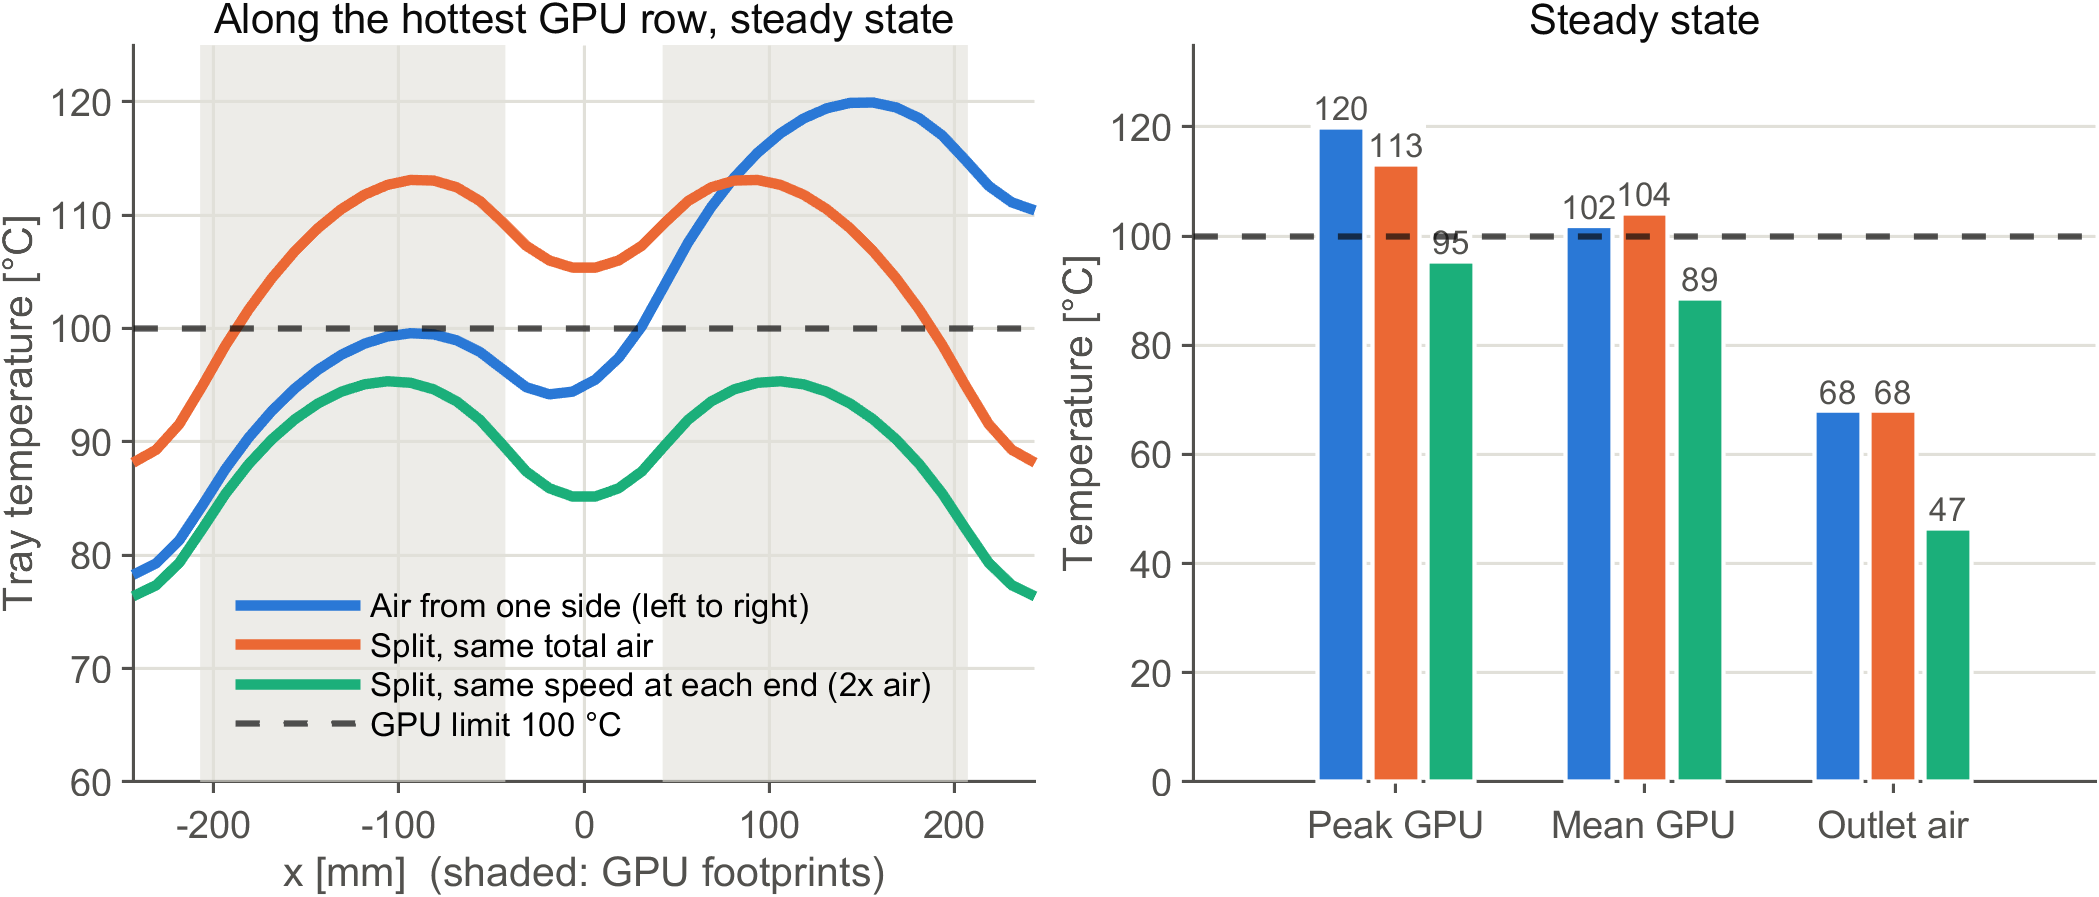 Along the hottest GPU row, steady state
Tray temperature [°C]
120
110
100
90
80
70
60
Air from one side (left to right)
Split, same total air
Split, same speed at each end (2x air)
GPU limit 100 °C
-200 -100 0 100 200
x [mm] (shaded: GPU footprints)
Steady state
Temperature [°C]
120
100
80
60
40
20
0
120
113
95
102
104
89
68
68
47
Peak GPU Mean GPU Outlet air